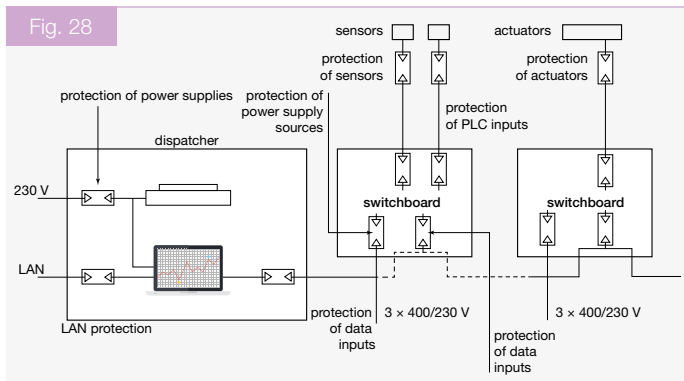 Fig. 28
sensors
actuators
protection
of sensors
protection
of actuators
protection of power supplies
protection of
power supply
sources
protection
of PLC inputs
dispatcher
230 V
switchboard
switchboard
LAN
LAN protection
protection
of data
inputs
3 × 400/230 V
protection
of data
inputs
3 × 400/230 V